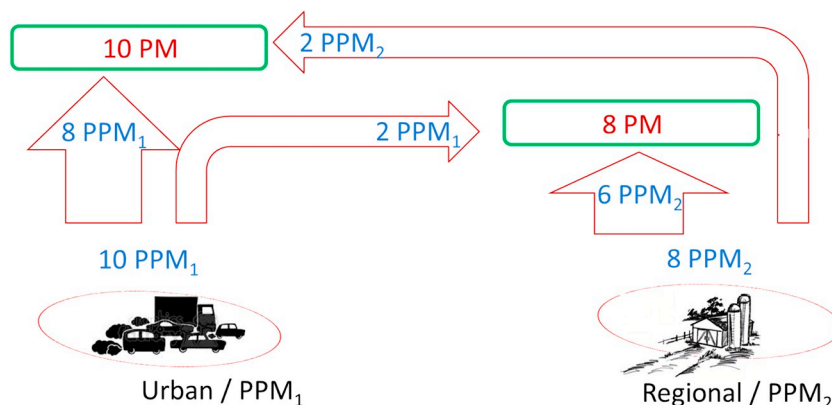 10 PM
2 PPM₂
8 PPM₁
2 PPM₁
8 PM
6 PPM₂
10 PPM₁
8 PPM₂
Urban / PPM₁
Regional / PPM₂